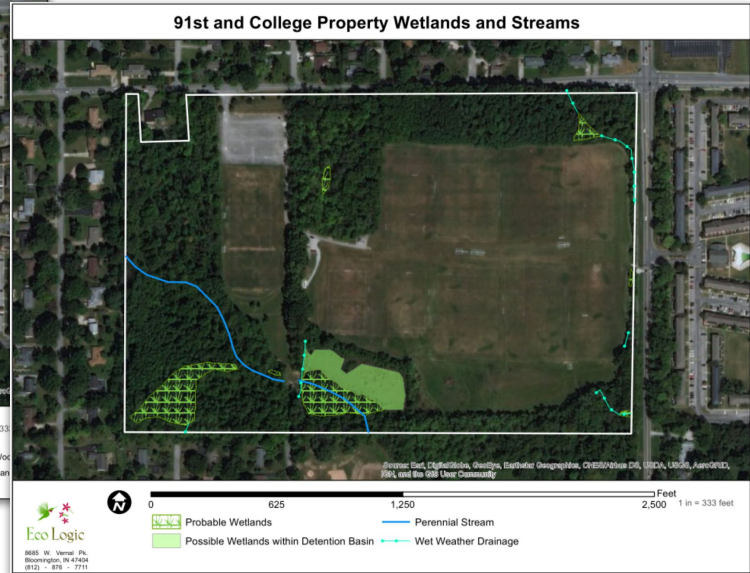 91st and College Property Wetlands and Streams
Source: Esri, DigitalGlobe, GeoEye, Earthstar Geographics, CNES/Airbus DS, USDA, USGS, AeroGRID,
IGN, and the GIS User Community
Feet
0 625 1,250 2,500
1 in = 333 feet
Probable Wetlands
Perennial Stream
Possible Wetlands within Detention Basin
Wet Weather Drainage
Eco Logic
8685 W. Vernal Pk.
Bloomington, IN 47404
(812) - 876 - 7711